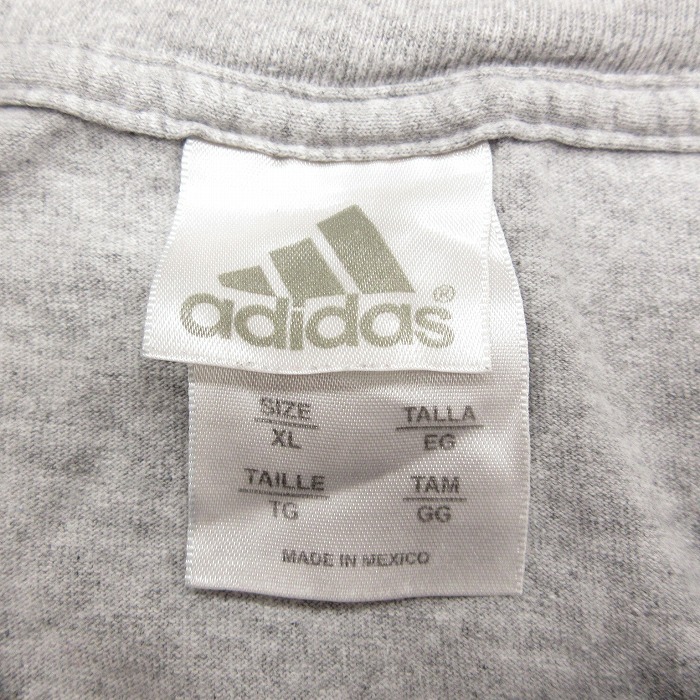 adidas®
SIZE TALLA
XL EG
TAILLE TAM
TG GG
MADE IN MEXICO